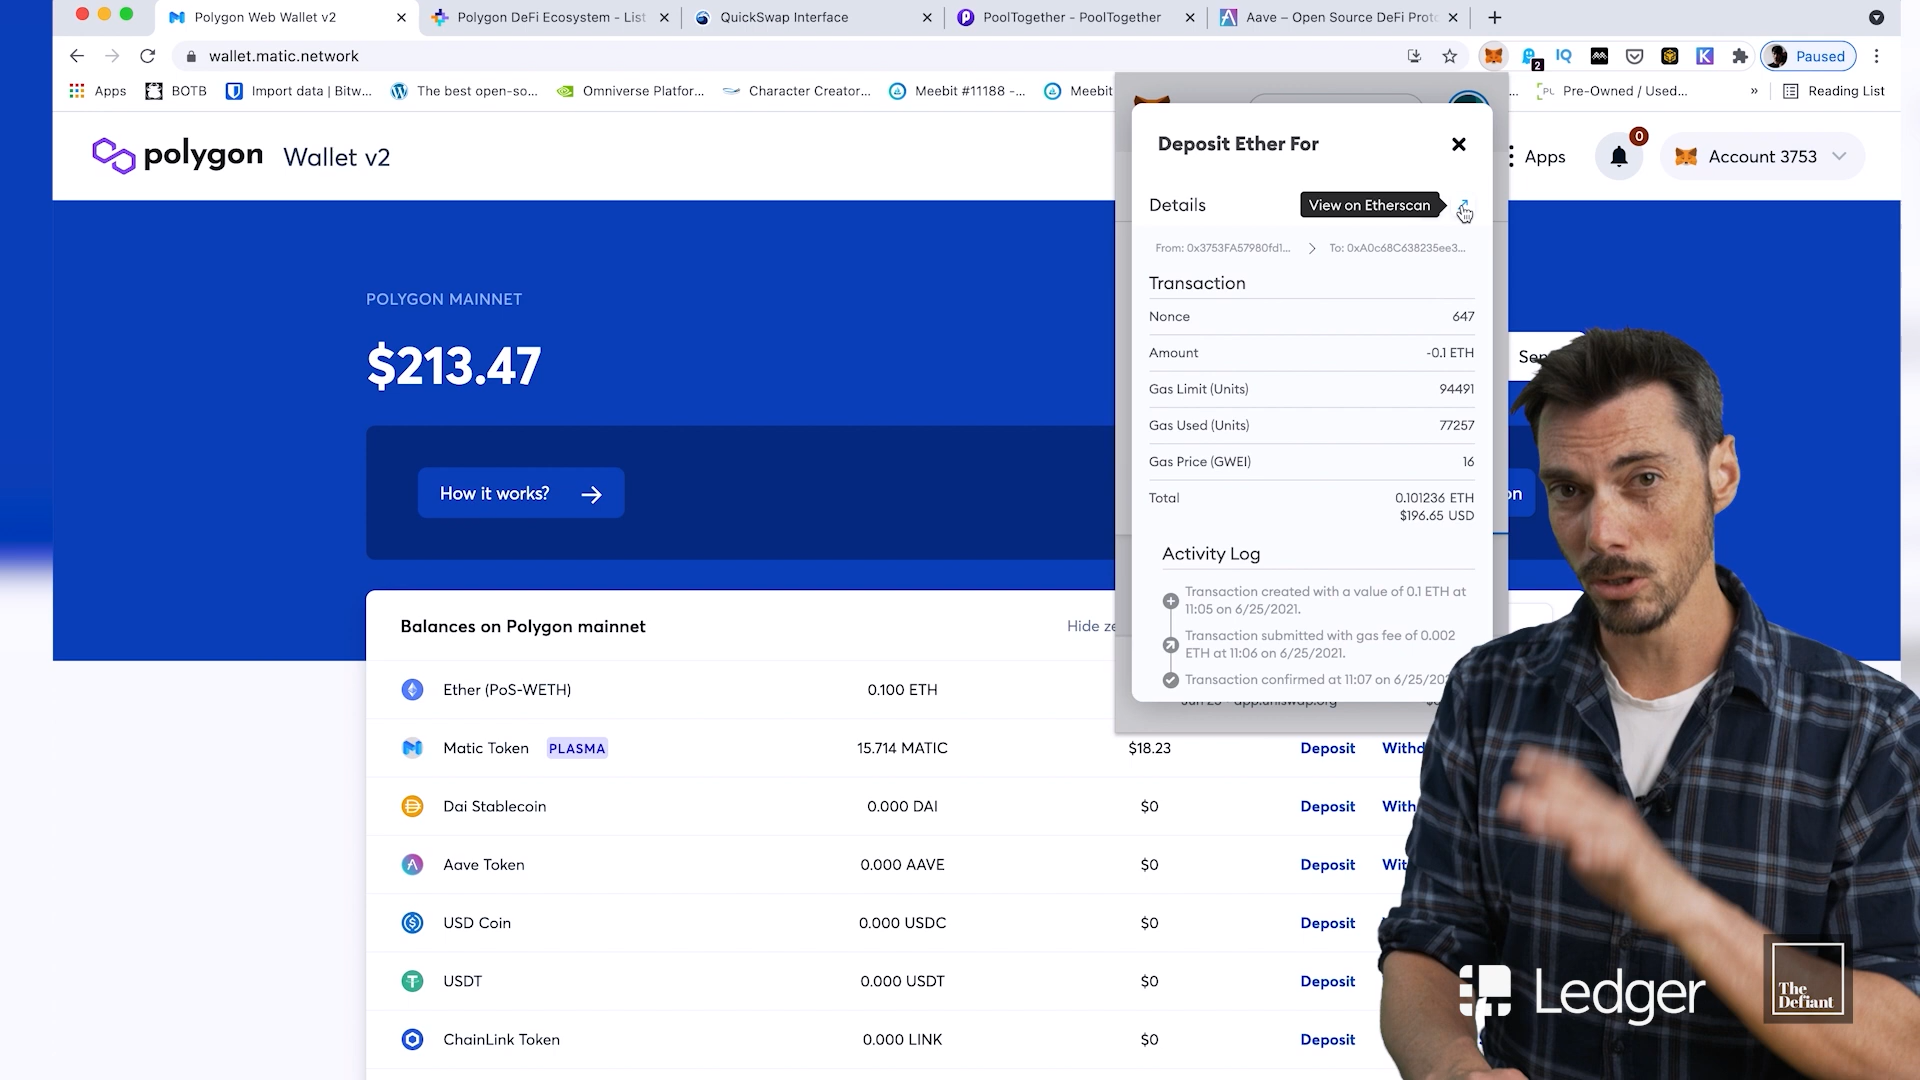 Polygon Web Wallet v2
Polygon DeFi Ecosystem - List
QuickSwap Interface
PoolTogether - PoolTogether
Aave – Open Source DeFi Proto
wallet.matic.network
2
IQ
K
Paused
Apps
BOTB
Import data | Bitw...
The best open-so...
Omniverse Platfor...
Character Creator...
Meebit #11188 -...
Meebit
...
PL
Pre-Owned / Used...
»
Reading List
polygon Wallet v2
Apps
0
Account 3753
POLYGON MAINNET
$213.47
How it works?
Balances on Polygon mainnet
Ether (PoS-WETH)
0.100 ETH
Matic Token
PLASMA
15.714 MATIC
$18.23
Deposit
Dai Stablecoin
0.000 DAI
$0
Deposit
Aave Token
0.000 AAVE
$0
Deposit
USD Coin
0.000 USDC
$0
Deposit
USDT
0.000 USDT
$0
Deposit
ChainLink Token
0.000 LINK
$0
Deposit
Deposit Ether For
Details
View on Etherscan
From: 0x3753FA57980fd1...
To: 0xA0c68C638235ee3...
Transaction
Nonce
647
Amount
-0.1 ETH
Gas Limit (Units)
94491
Gas Used (Units)
77257
Gas Price (GWEI)
16
Total
0.101236 ETH
$196.65 USD
Activity Log
Transaction created with a value of 0.1 ETH at
11:05 on 6/25/2021.
Transaction submitted with gas fee of 0.002
ETH at 11:06 on 6/25/2021.
Transaction confirmed at 11:07 on 6/25/202
Ledger
The
Defiant